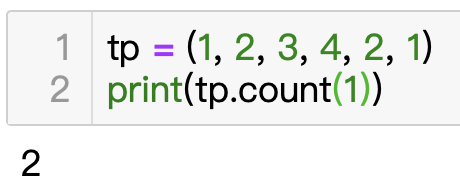 1 tp = (1, 2, 3, 4, 2, 1)
2 print(tp.count(1))
2